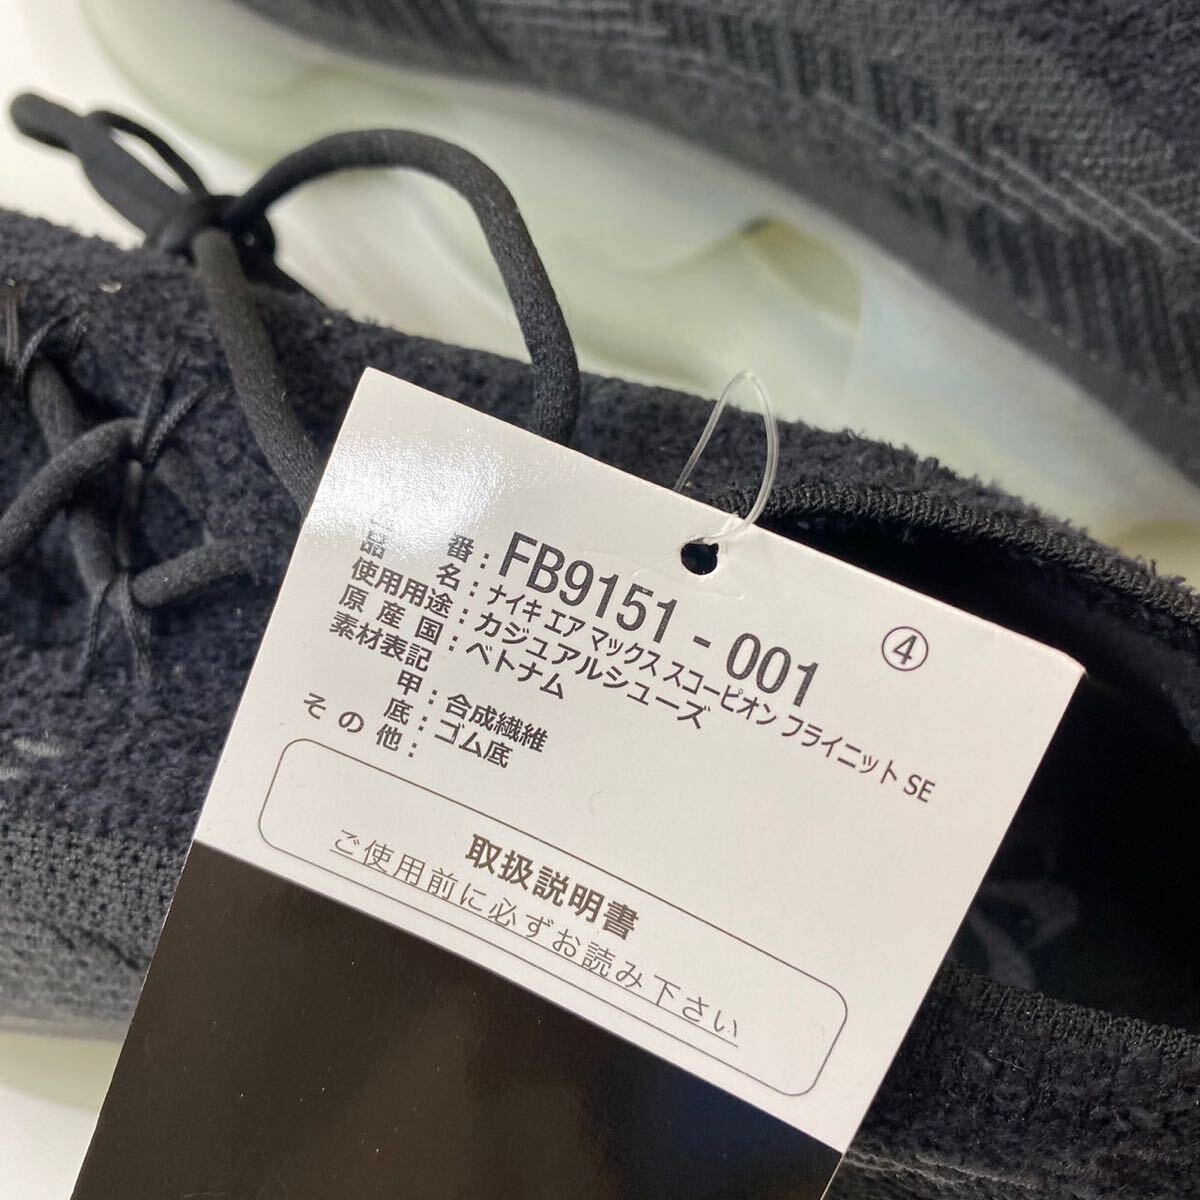 品番:FB9151-001 ④
品名:ナイキ エア マックス スコーピオン フライニット SE
使用用途:カジュアルシューズ
原産国:ベトナム
素材表記
甲:合成繊維
底:ゴム底
その他:
取扱説明書
ご使用前に必ずお読み下さい